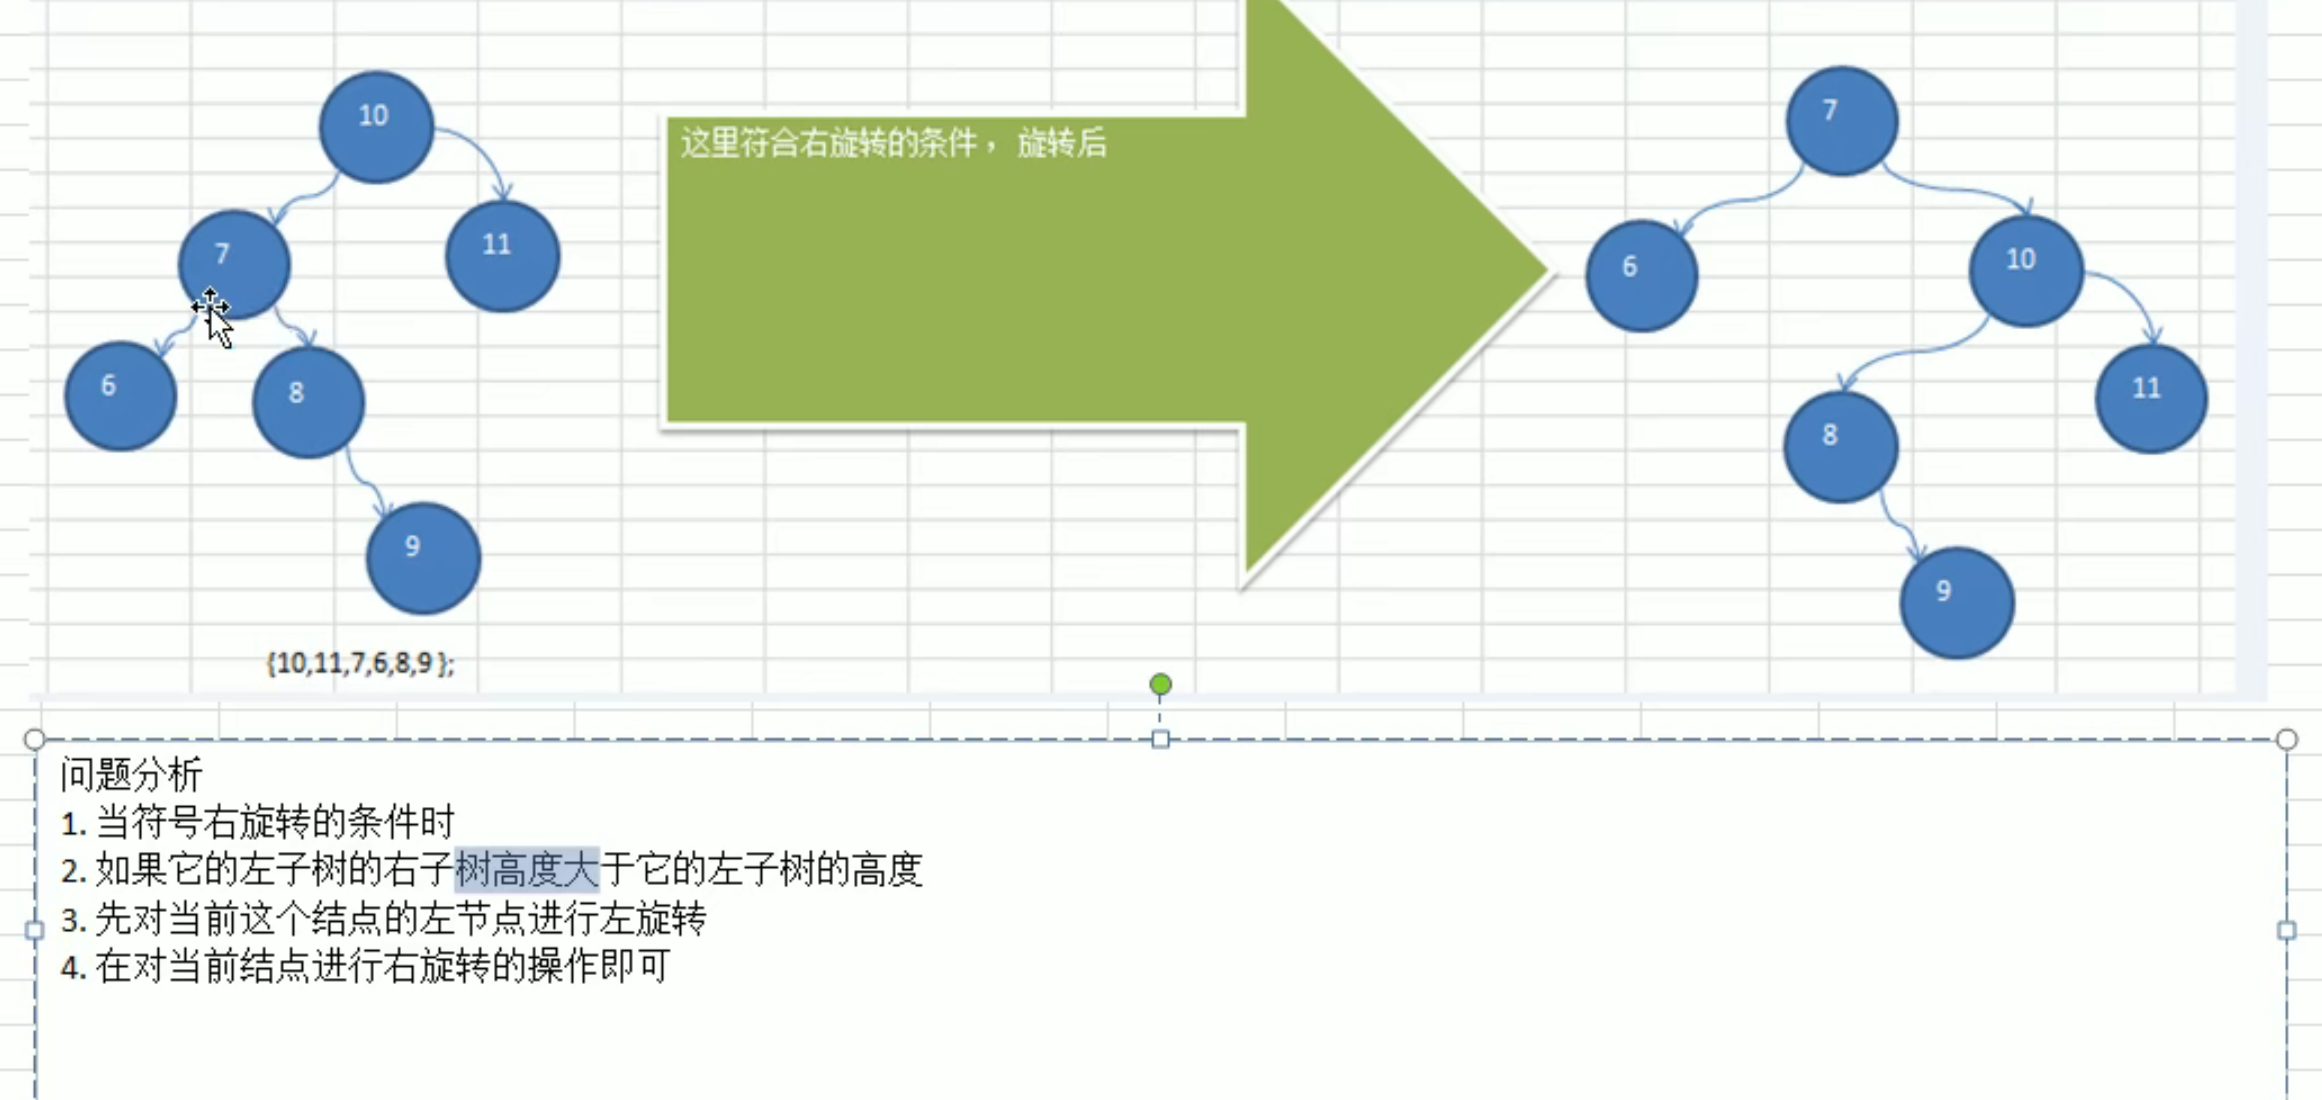 10
7
11
6
8
9
{10,11,7,6,8,9 };
这里符合右旋转的条件， 旋转后
7
6
10
8
11
9
问题分析
1. 当符号右旋转的条件时
2. 如果它的左子树的右子树高度大于它的左子树的高度
3. 先对当前这个结点的左节点进行左旋转
4. 在对当前结点进行右旋转的操作即可